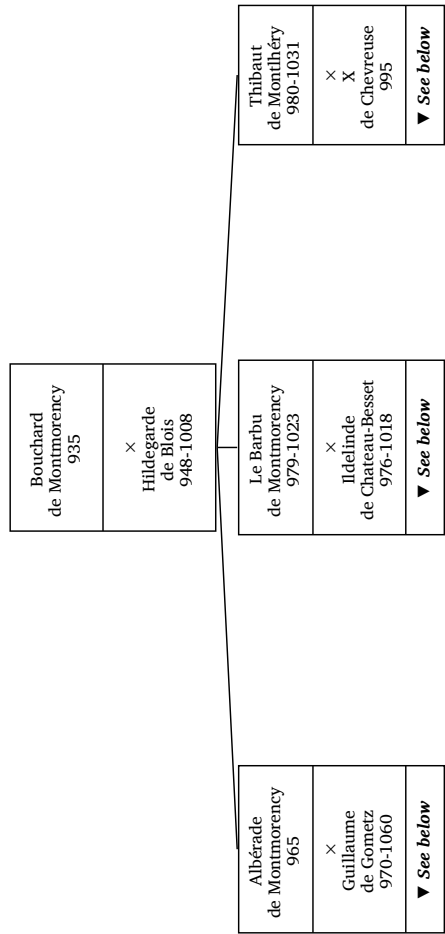 Bouchard
de Montmorency
935
×
Hildegarde
de Blois
948-1008
Albérade
de Montmorency
965
×
Guillaume
de Gometz
970-1060
▼ See below
Le Barbu
de Montmorency
979-1023
×
Ildelinde
de Chateau-Besset
976-1018
▼ See below
Thibaut
de Montlhéry
980-1031
×
X
de Chevreuse
995
▼ See below